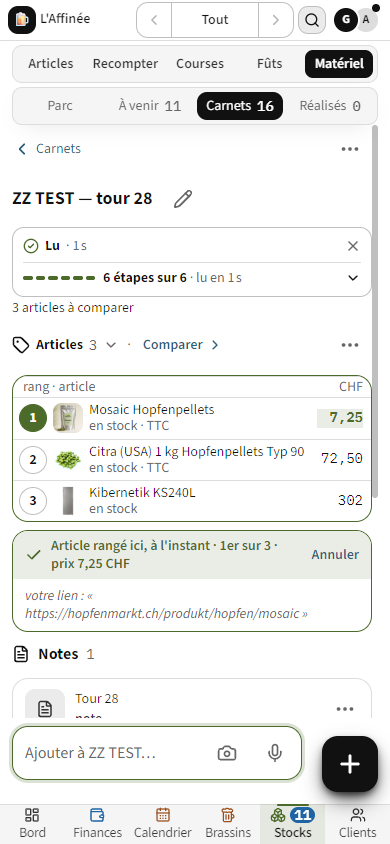 L'Affinée
Tout
G
A
Articles Recompter Courses Fûts Matériel
Parc À venir 11 Carnets 16 Réalisés 0
Carnets
ZZ TEST — tour 28
Lu · 1 s
6 étapes sur 6 · lu en 1 s
3 articles à comparer
Articles 3 · Comparer
rang · article CHF
1 Mosaic Hopfenpellets 7,25
en stock · TTC
2 Citra (USA) 1 kg Hopfenpellets Typ 90 72,50
en stock · TTC
3 Kibernetik KS240L 302
en stock
Article rangé ici, à l'instant · 1er sur 3 ·
prix 7,25 CHF
Annuler
votre lien : «
https://hopfenmarkt.ch/produkt/hopfen/mosaic »
Notes 1
Tour 28
Ajouter à ZZ TEST…
Bord Finances Calendrier Brassins Stocks 11 Clients